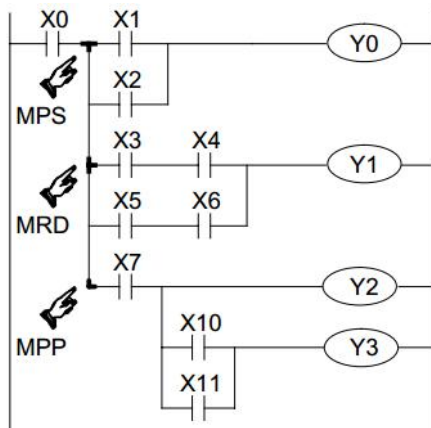 X0 X1 Y0
X2
MPS
X3 X4 Y1
X5 X6
MRD
X7 Y2
X10 Y3
MPP
X11